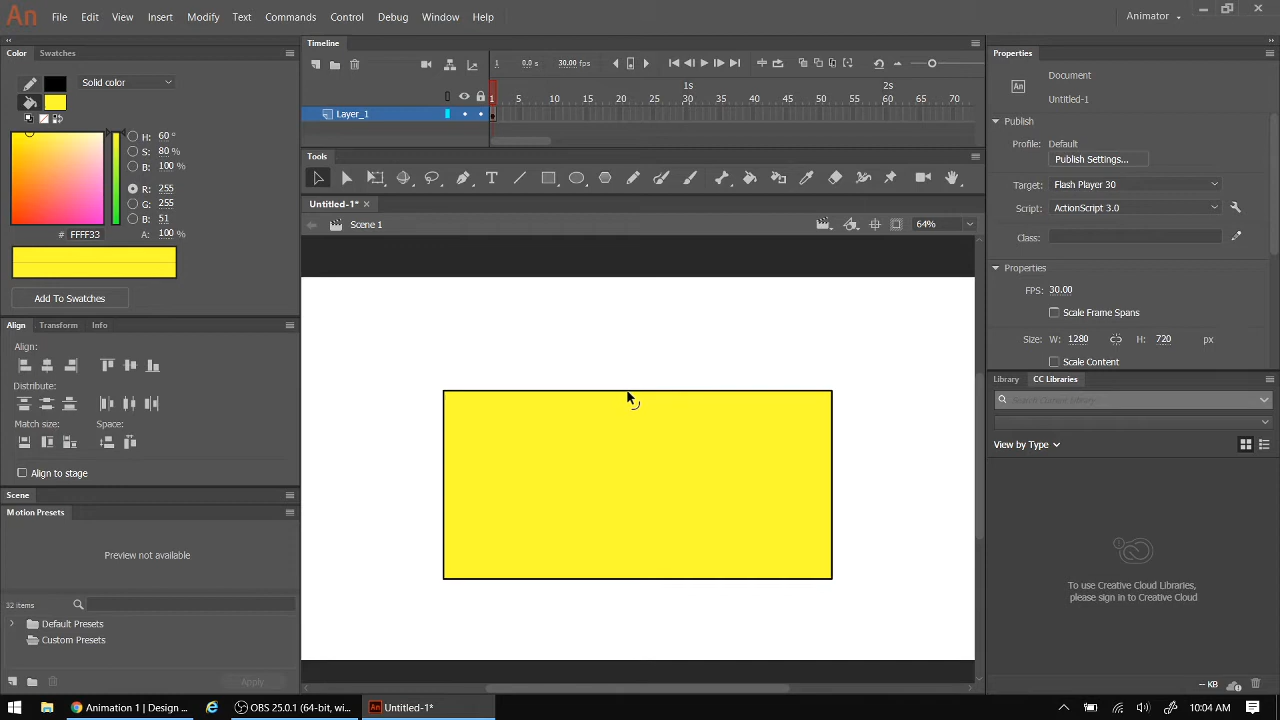 An File Edit View Insert Modify Text Commands Control Debug Window Help Animator
Color Swatches
Solid color
H: 60 °
S: 80 %
B: 100 %
R: 255
G: 255
B: 51
# FFFF33 A: 100 %
Add To Swatches
Align Transform Info
Align:
Distribute:
Match size: Space:
Align to stage
Scene
Motion Presets
Preview not available
32 items
Default Presets
Custom Presets
Apply
Timeline
1 0.0 s 30.00 fps
1s 2s
1 5 10 15 20 25 30 35 40 45 50 55 60 65 70
Layer_1
Tools
Untitled-1*
Scene 1 64%
Properties
An Document
Untitled-1
Publish
Profile: Default
Publish Settings...
Target: Flash Player 30
Script: ActionScript 3.0
Class:
Properties
FPS: 30.00
Scale Frame Spans
Size: W: 1280 H: 720 px
Scale Content
Library CC Libraries
Search Current Library
View by Type
To use Creative Cloud Libraries,
please sign in to Creative Cloud
-- KB
Animation 1 | Design ... OBS 25.0.1 (64-bit, wi... An Untitled-1* 10:04 AM